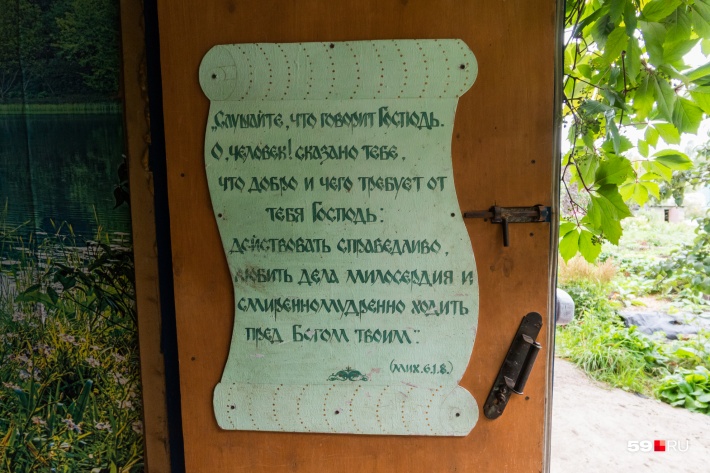 „Слушайте, что говорит Господь.
О, человек! сказано тебе,
что добро и чего требует от
тебя Господь:
действовать справедливо,
любить дела милосердия и
смиренномудренно ходить
пред Богом твоим“.
(Мих. 6.1.8.)
59.RU